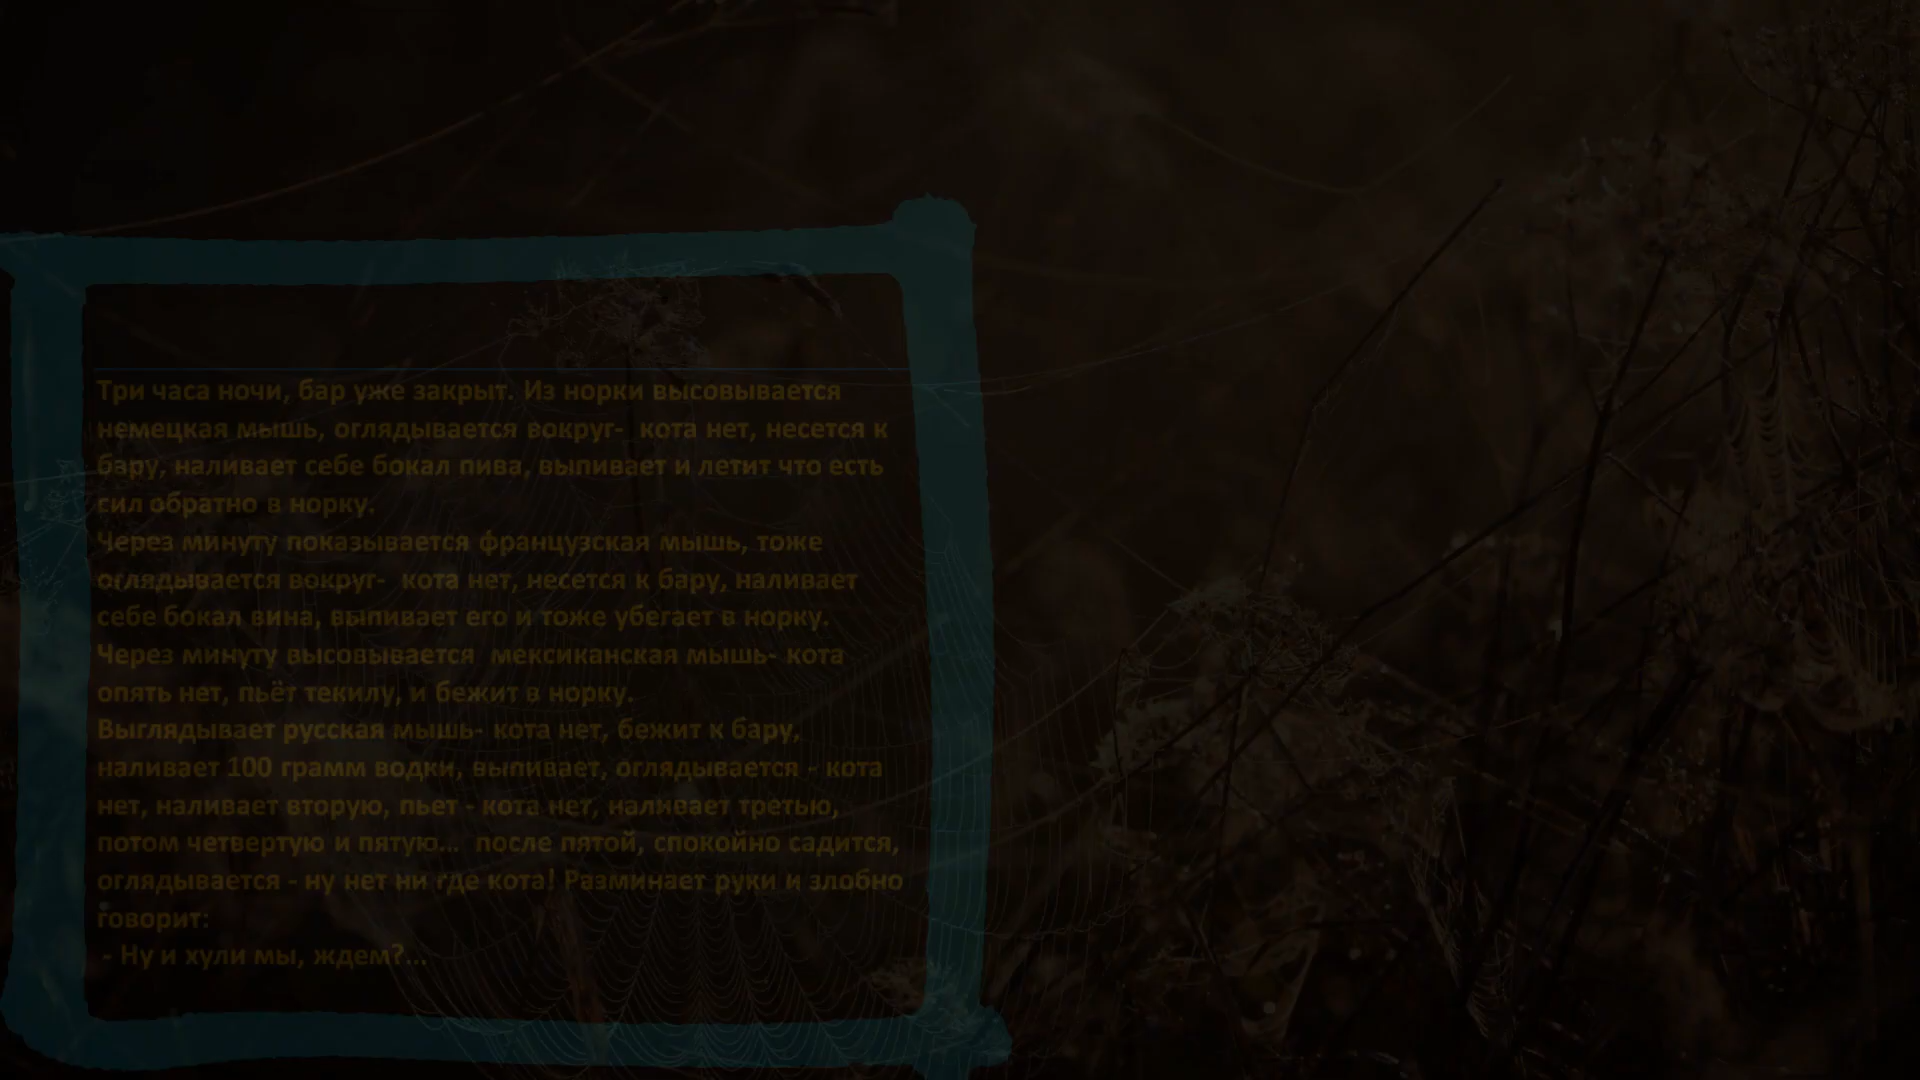 Три часа ночи, бар уже закрыт. Из норки высовывается
немецкая мышь, оглядывается вокруг-  кота нет, несется к
бару, наливает себе бокал пива, выпивает и летит что есть
сил обратно в норку.
Через минуту показывается французская мышь, тоже
оглядывается вокруг-  кота нет, несется к бару, наливает
себе бокал вина, выпивает его и тоже убегает в норку.
Через минуту высовывается  мексиканская мышь- кота
опять нет, пьёт текилу, и бежит в норку.
Выглядывает русская мышь- кота нет, бежит к бару,
наливает 100 грамм водки, выпивает, оглядывается - кота
нет, наливает вторую, пьет - кота нет, наливает третью,
потом четвертую и пятую...  после пятой, спокойно садится,
оглядывается - ну нет ни где кота! Разминает руки и злобно
говорит:
- Ну и хули мы, ждем?...